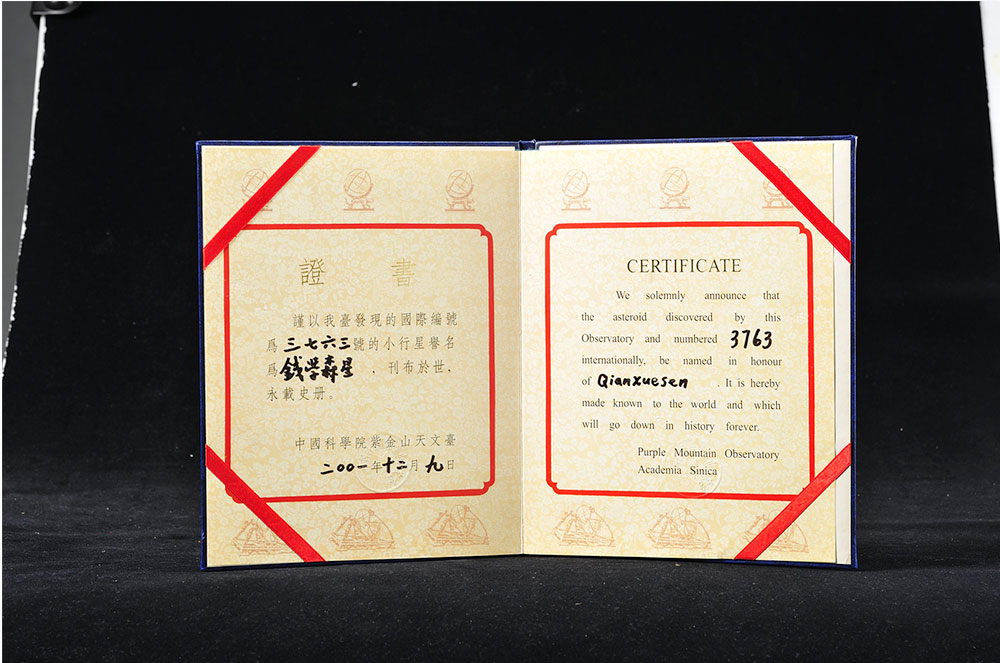 證書
謹以我臺發現的國際編號
爲三七六三號的小行星譽名
爲錢學森星，刊布於世、
永載史册。
中國科學院紫金山天文臺
二〇〇一年十二月九日
CERTIFICATE
We solemnly announce that
the asteroid discovered by this
Observatory and numbered 3763
internationally, be named in honour
of Qianxuesen . It is hereby
made known to the world and which
will go down in history forever.
Purple Mountain Observatory
Academia Sinica